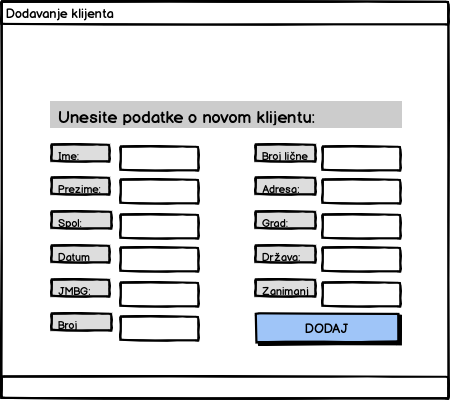 Dodavanje klijenta
Unesite podatke o novom klijentu:
Ime:
Prezime:
Spol:
Datum
JMBG:
Broj
Broj lične
Adresa:
Grad:
Država:
Zanimanj
DODAJ